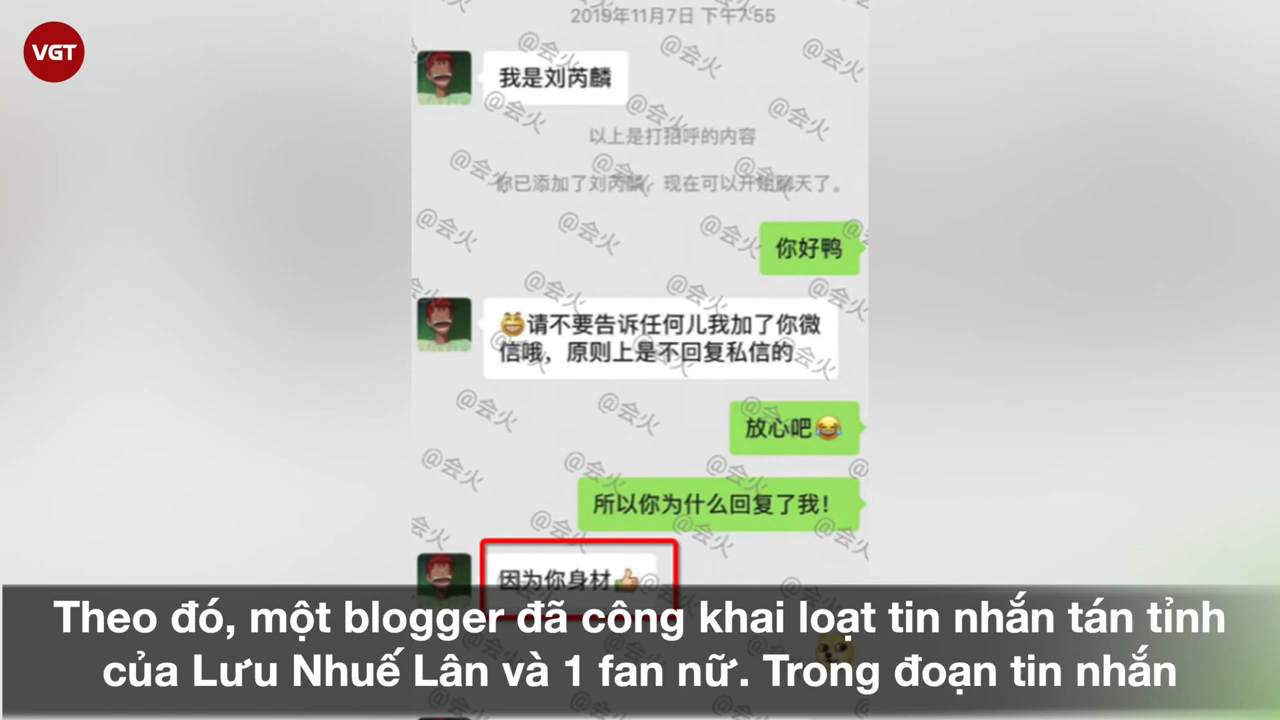 VGT
2019年11月7日 下午7:55
我是刘芮麟
以上是打招呼的内容
你已添加了刘芮麟，现在可以开始聊天了。
你好鸭
请不要告诉任何儿我加了你微
信哦，原则上是不回复私信的
放心吧
所以你为什么回复了我！
因为你身材
Theo đó, một blogger đã công khai loạt tin nhắn tán tỉnh
của Lưu Nhuế Lân và 1 fan nữ. Trong đoạn tin nhắn
@会火